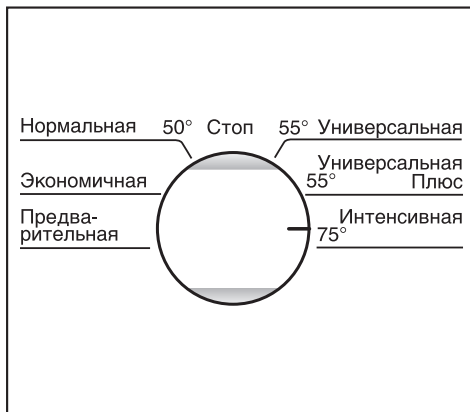 Нормальная 50° Стоп 55° Универсальная
Экономичная
Универсальная
55° Плюс
Предва-
рительная
Интенсивная
75°